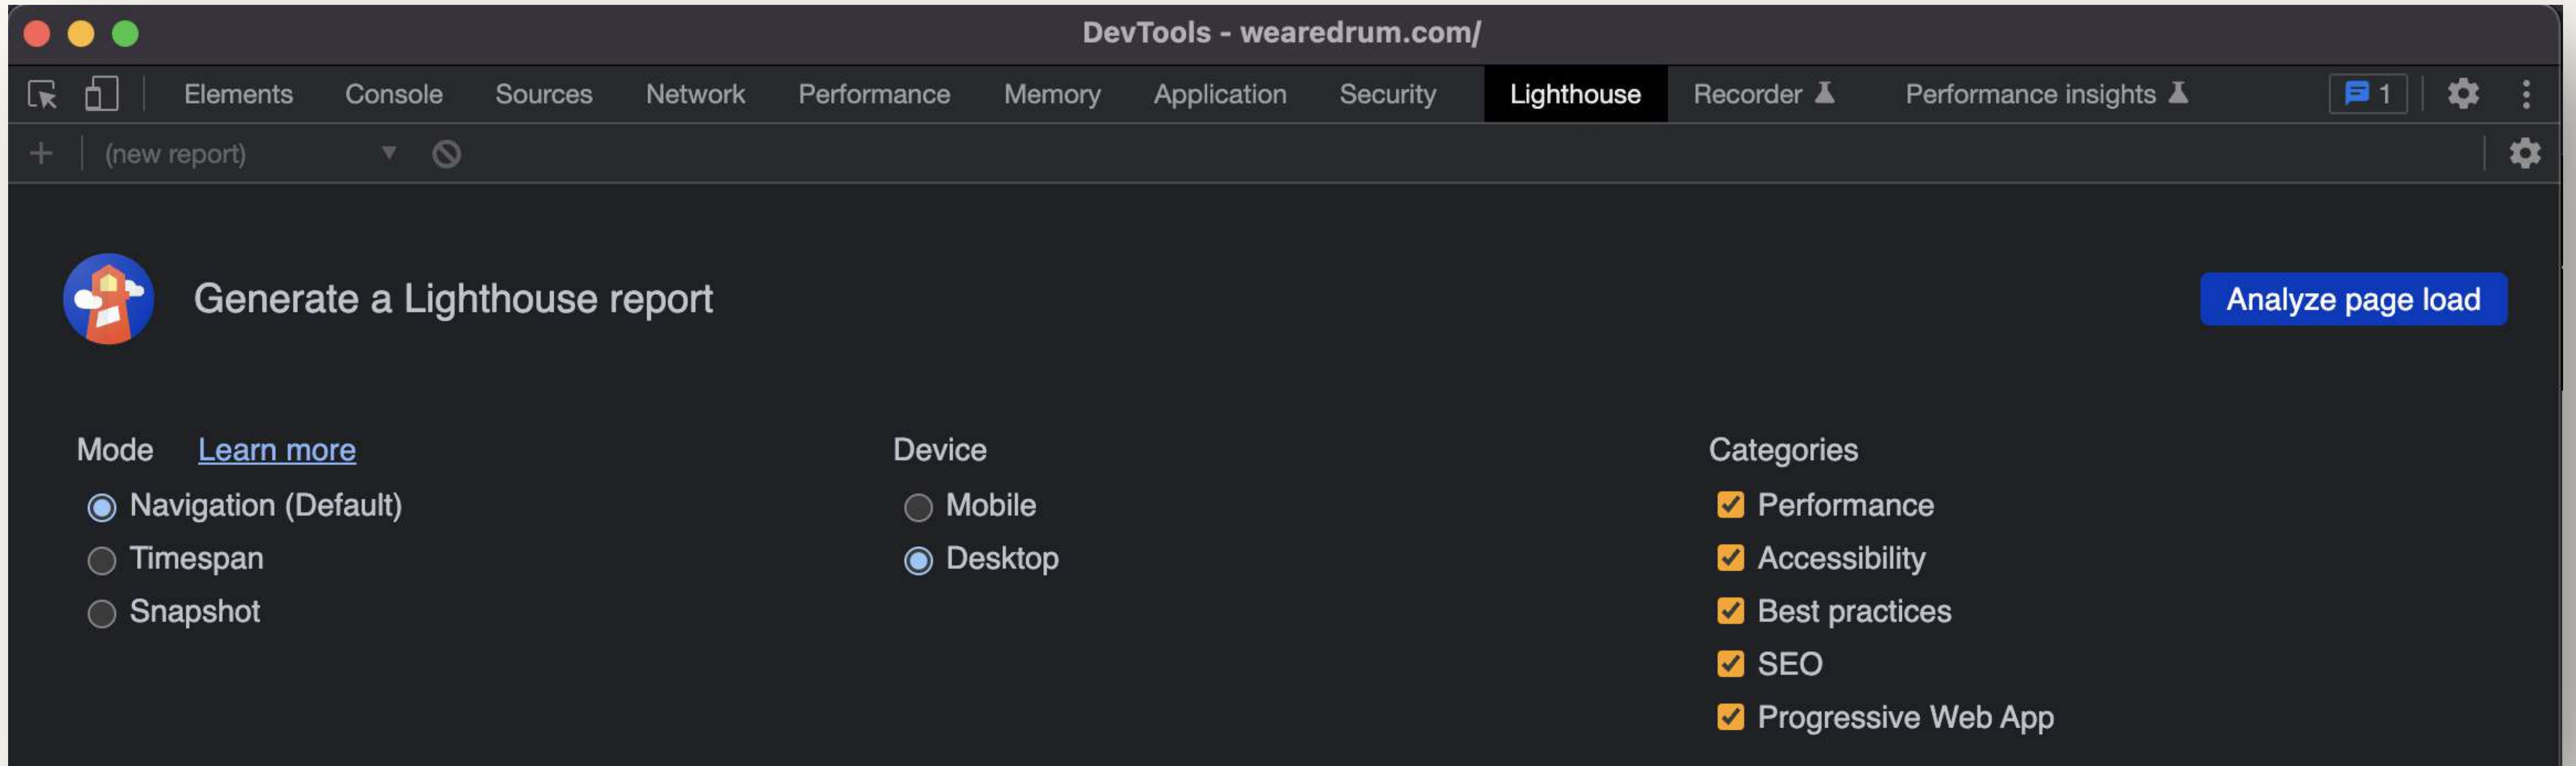 DevTools - wearedrum.com/
Elements Console Sources Network Performance Memory Application Security Lighthouse Recorder Performance insights 1
(new report)
Generate a Lighthouse report
Analyze page load
Mode Learn more
Navigation (Default)
Timespan
Snapshot
Device
Mobile
Desktop
Categories
Performance
Accessibility
Best practices
SEO
Progressive Web App